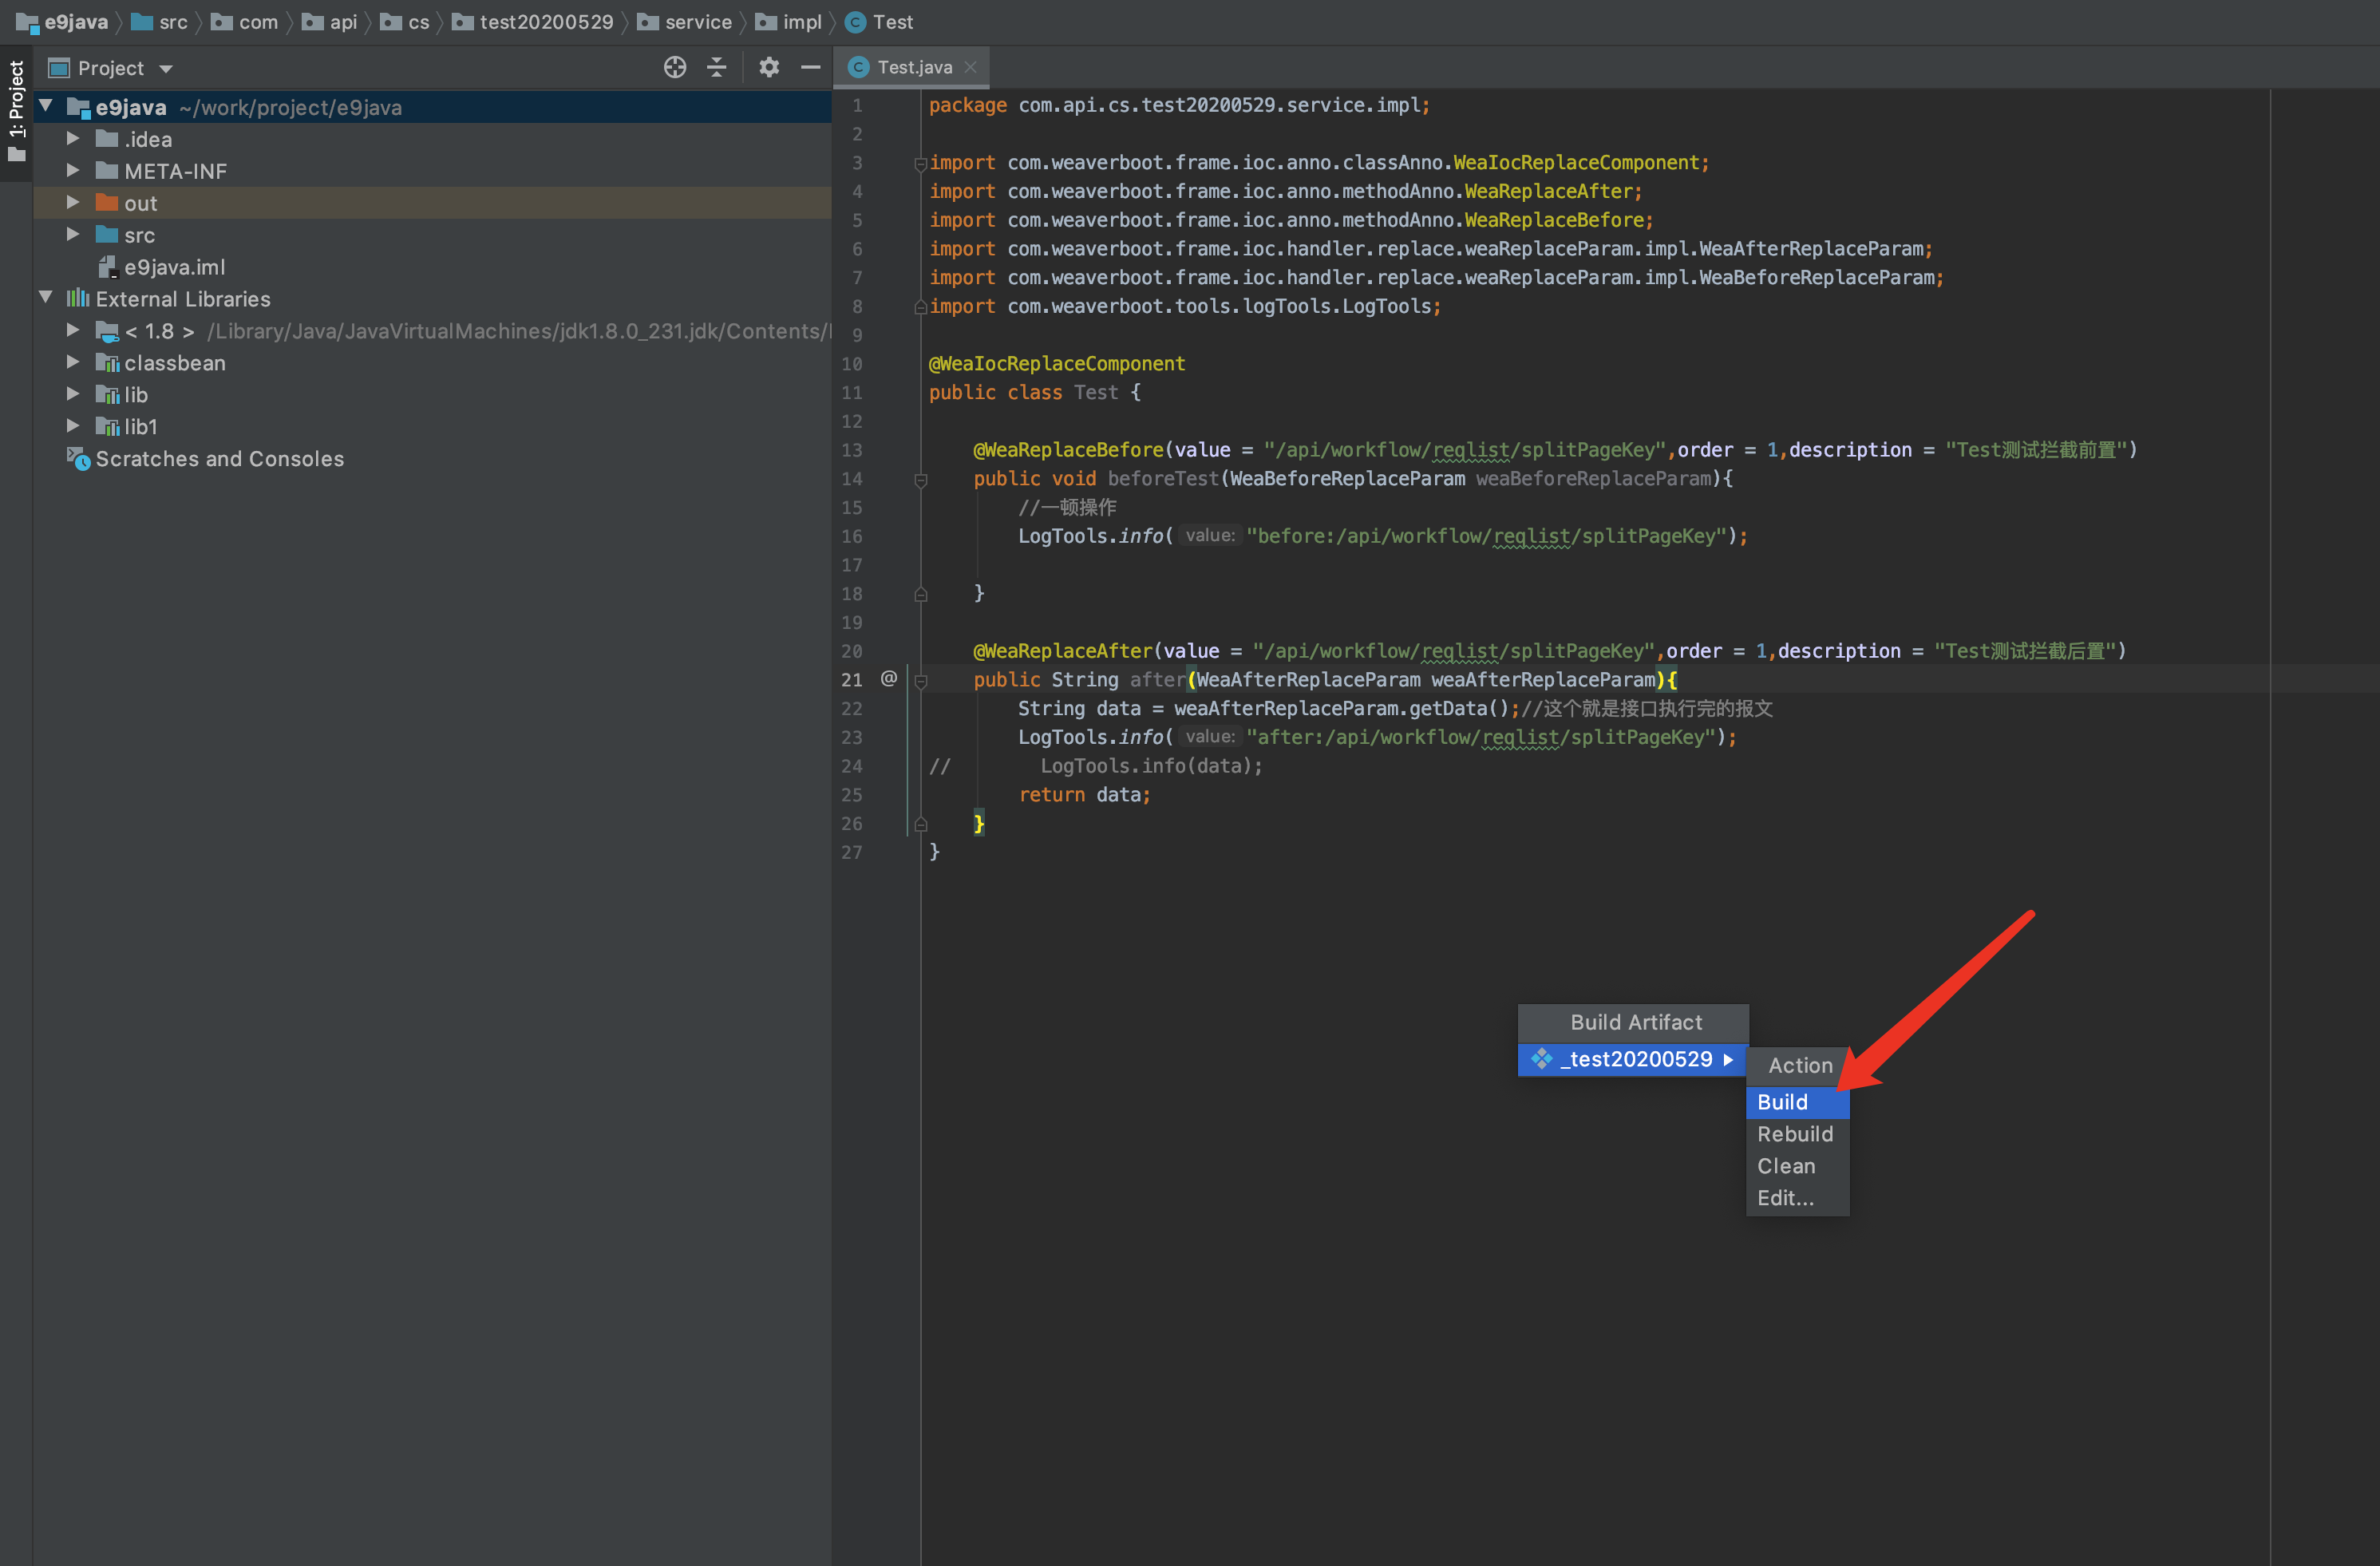 e9java src com api cs test20200529 service impl Test
1: Project
Project
e9java ~/work/project/e9java
.idea
META-INF
out
src
e9java.iml
External Libraries
< 1.8 > /Library/Java/JavaVirtualMachines/jdk1.8.0_231.jdk/Contents/
classbean
lib
lib1
Scratches and Consoles
Test.java
1 package com.api.cs.test20200529.service.impl;
2
3 import com.weaverboot.frame.ioc.anno.classAnno.WeaIocReplaceComponent;
4 import com.weaverboot.frame.ioc.anno.methodAnno.WeaReplaceAfter;
5 import com.weaverboot.frame.ioc.anno.methodAnno.WeaReplaceBefore;
6 import com.weaverboot.frame.ioc.handler.replace.weaReplaceParam.impl.WeaAfterReplaceParam;
7 import com.weaverboot.frame.ioc.handler.replace.weaReplaceParam.impl.WeaBeforeReplaceParam;
8 import com.weaverboot.tools.logTools.LogTools;
9
10 @WeaIocReplaceComponent
11 public class Test {
12
13 @WeaReplaceBefore(value = "/api/workflow/reqlist/splitPageKey",order = 1,description = "Test测试拦截前置")
14 public void beforeTest(WeaBeforeReplaceParam weaBeforeReplaceParam){
15 //一顿操作
16 LogTools.info( value: "before:/api/workflow/reqlist/splitPageKey");
17
18 }
19
20 @WeaReplaceAfter(value = "/api/workflow/reqlist/splitPageKey",order = 1,description = "Test测试拦截后置")
21 @ public String after(WeaAfterReplaceParam weaAfterReplaceParam){
22 String data = weaAfterReplaceParam.getData();//这个就是接口执行完的报文
23 LogTools.info( value: "after:/api/workflow/reqlist/splitPageKey");
24 // LogTools.info(data);
25 return data;
26 }
27 }
Build Artifact
_test20200529
Action
Build
Rebuild
Clean
Edit...